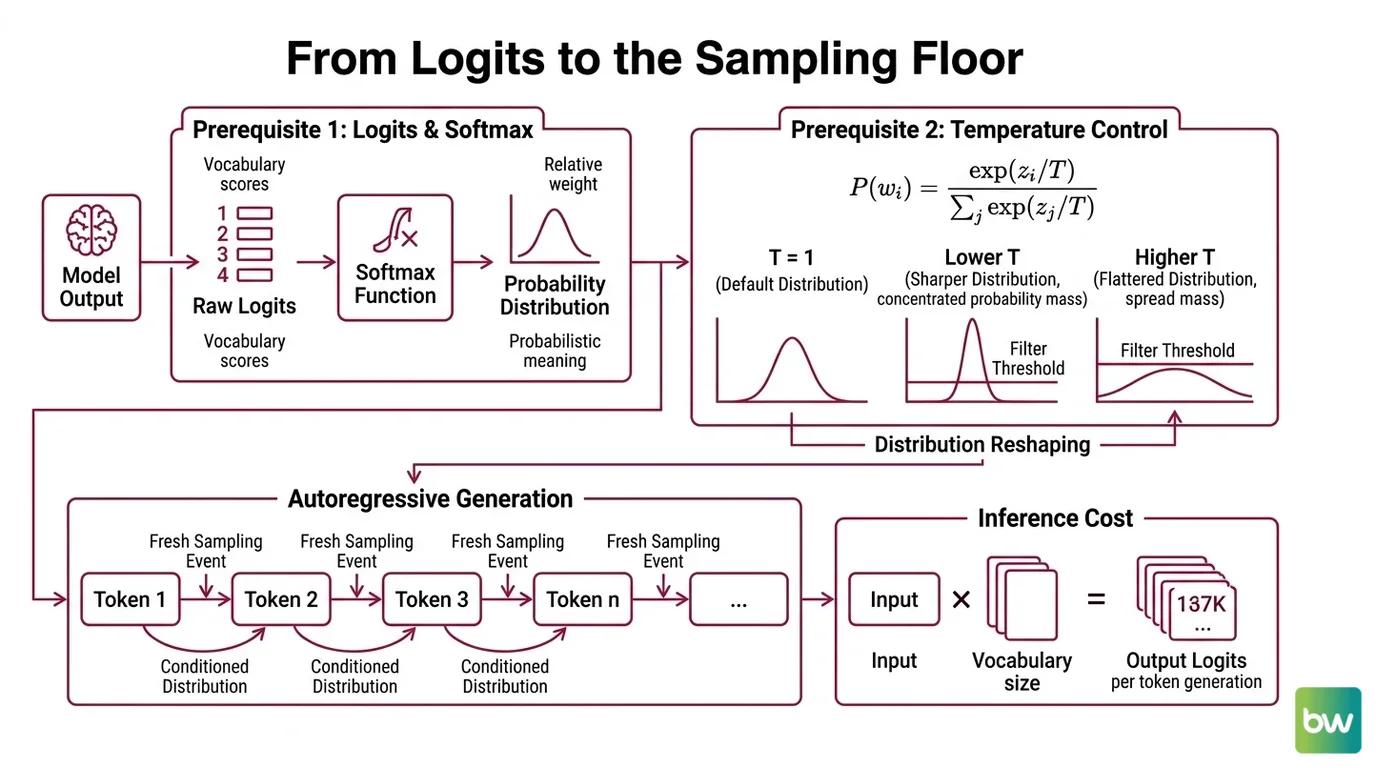 From Logits to the Sampling Floor
Prerequisite 1: Logits & Softmax
Vocabulary
scores
1
2
3
4
Raw Logits
Vocabulary
scores
Model
Output
Softmax
Function
Relative
weight
Probability
Distribution
Probabilistic
meaning
Prerequisite 2: Temperature Control
P(w_i) = exp(z_i/T) / ∑_j exp(z_j/T)
T = 1
(Default Distribution)
Lower T
(Sharper Distribution,
concentrated probability mass)
Filter
Threshold
Higher T
(Flattered Distribution,
spread mass)
Filter Threshold
Distribution Reshaping
Autoregressive Generation
Fresh Sampling
Event
Fresh Sampling
Event
Fresh Sampling
Event
Fresh Sampling
Event
Token 1
Token 2
Token 3
Token n
...
Conditioned
Distribution
Conditioned
Distribution
Conditioned
Distribution
Inference Cost
Input
×
=
137K
...
Input
Vocabulary
size
Output Logits
per token generation
bw